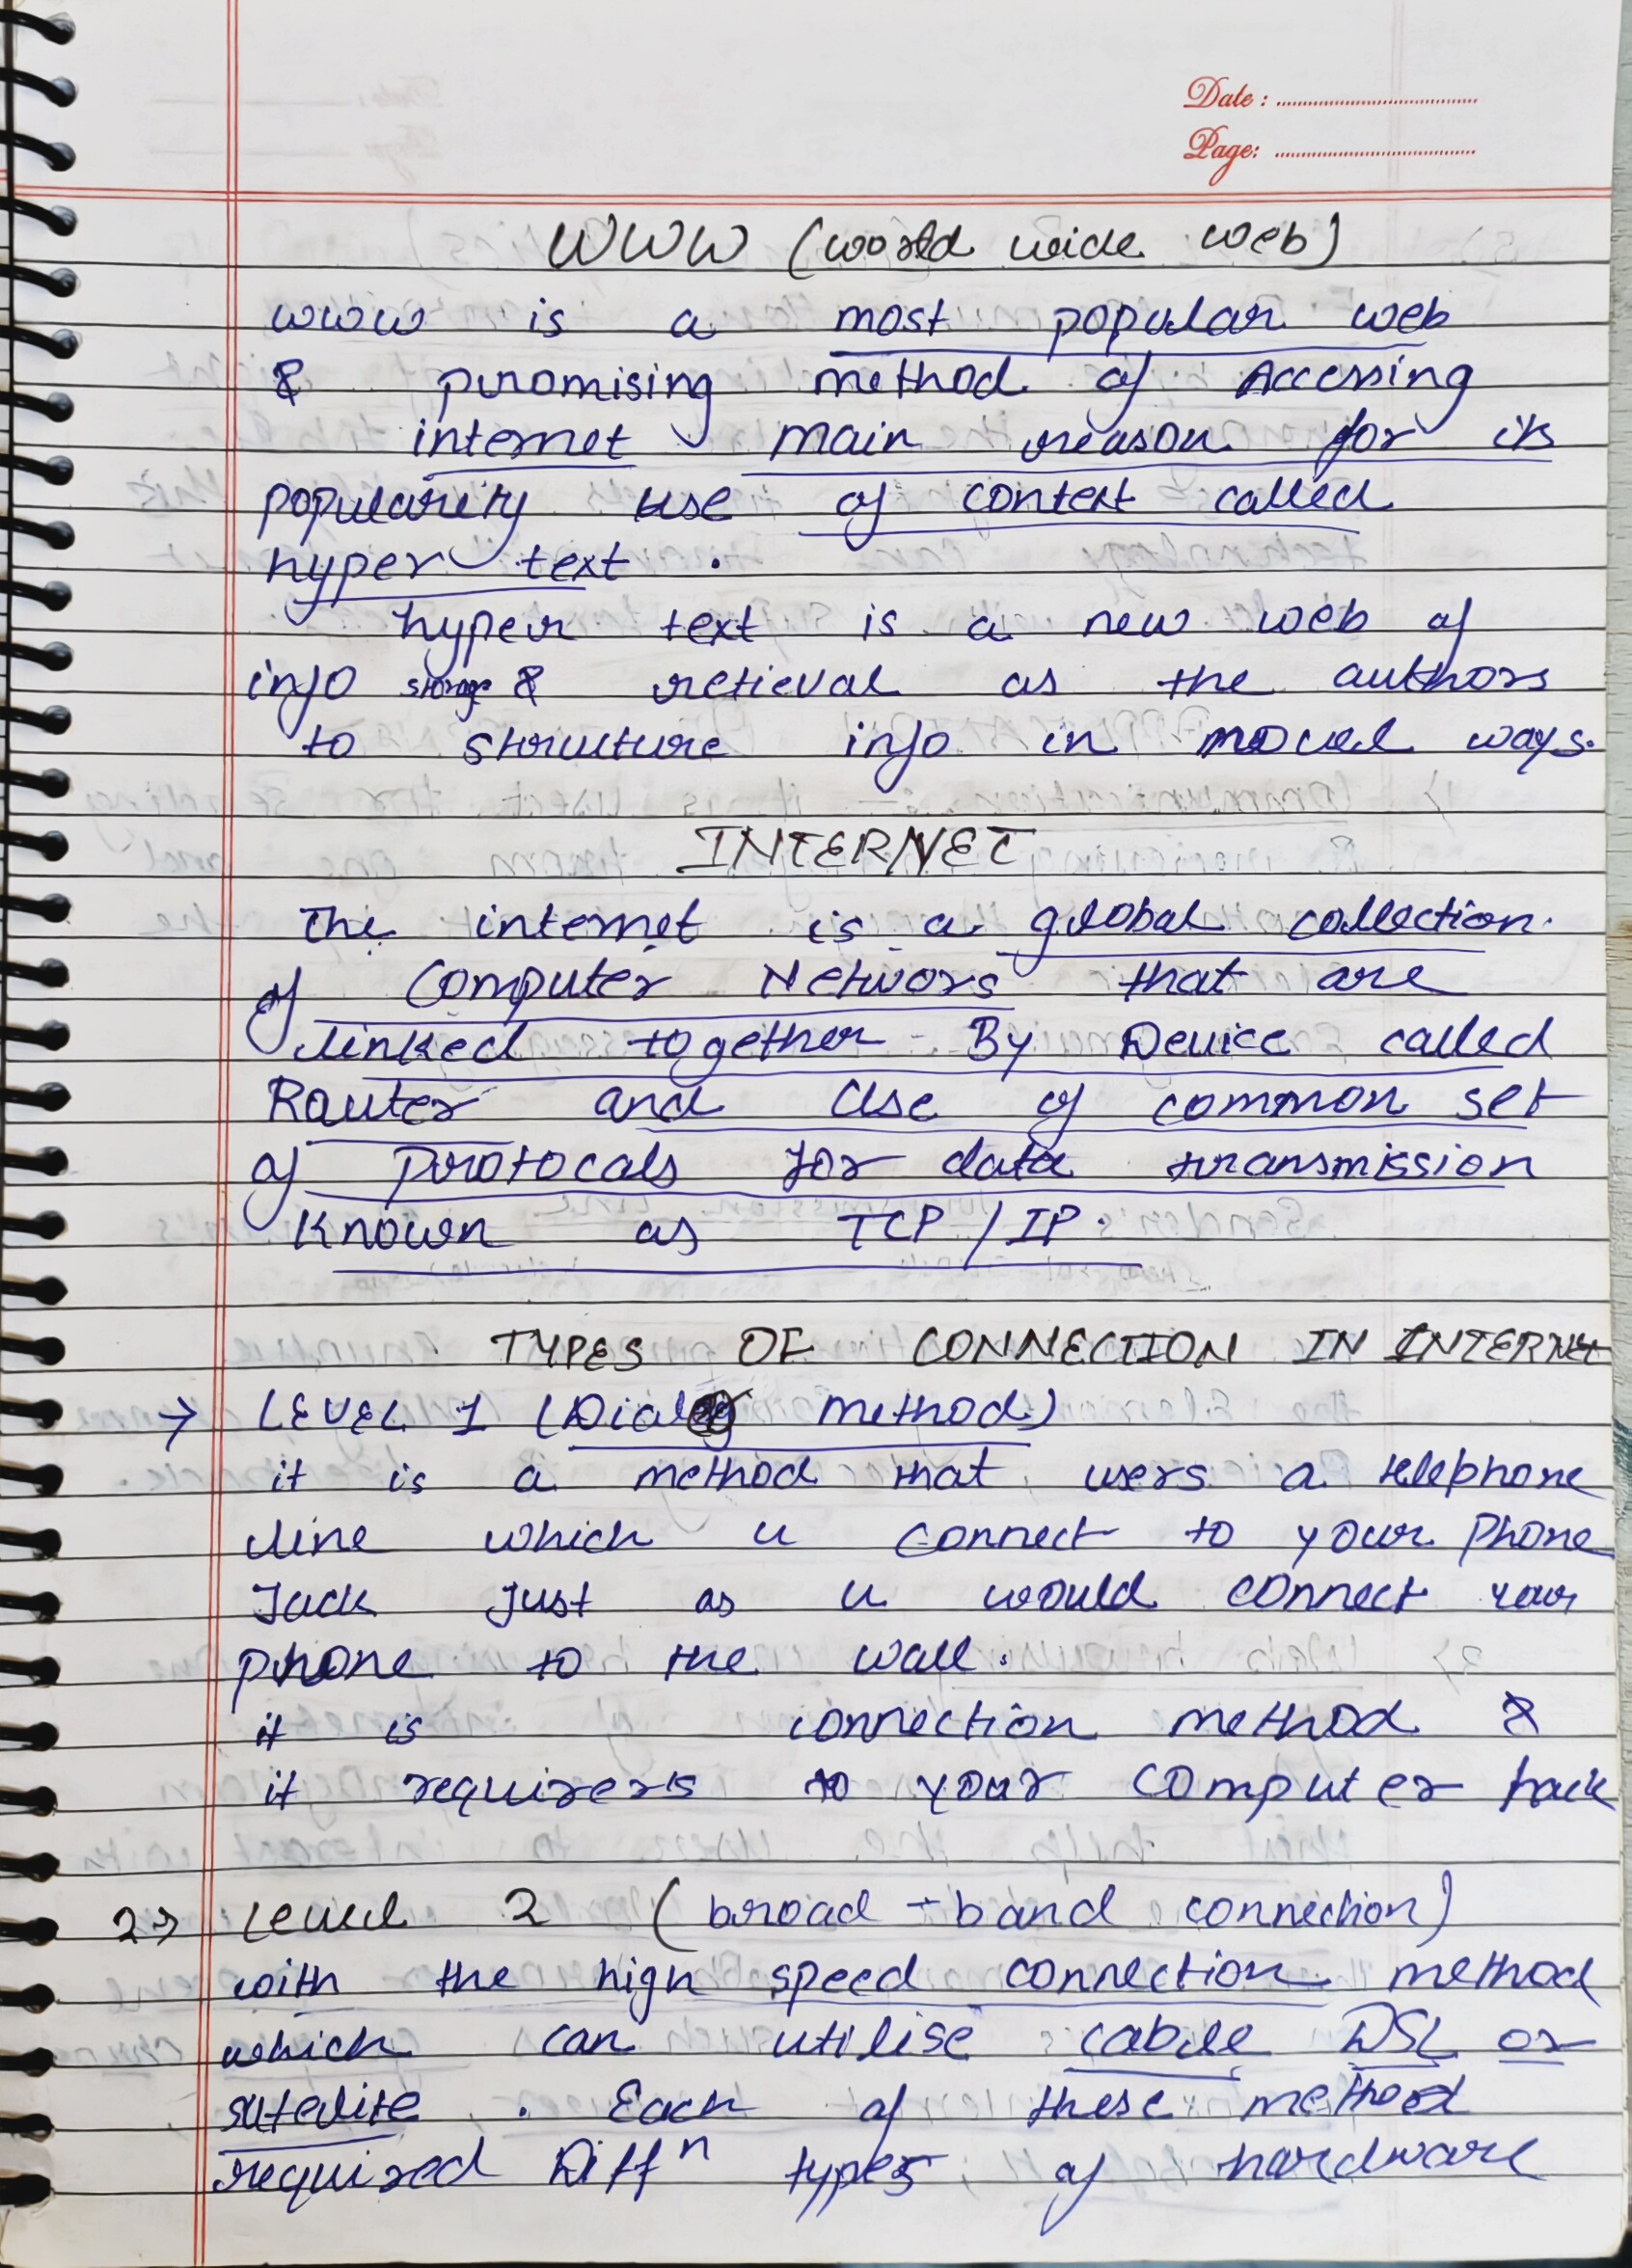 Date :
Page:
WWW (world wide web)
www is a most popular web
& promising method of Accessing
internet main reason for its
popularity use of context called
hyper text .
hyper text is a new web of
info storage & retieval as the authors
to structure info in ways.
INTERNET
The internet is a global collection.
of Computer Networs that are
linked together By Device called
Router and Use of common set
of protocals for data transmission
known as TCP / IP .
TYPES OF CONNECTION IN INTERNET
→ LEVEL 1 (Dial method)
it is a method that users a telephone
line which u connect to your phone
Jack Just as u would connect your
phone to the wall .
it is connection method &
it requirers to your computer
2→ Level 2 (broad - band connection)
with the high speed connection method
which can utilise cable DSL or
satelite . Each of these method
required Diffn types of hardware